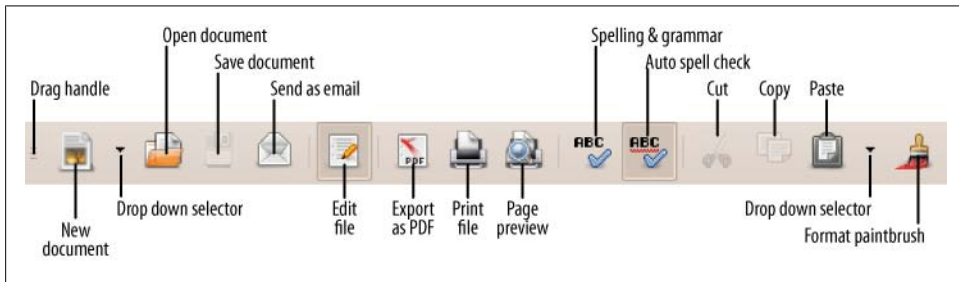 Open document
Spelling & grammar
Save document
Auto spell check
Drag handle
Send as email
Cut
Copy
Paste
PDF
ABC
ABC
New
document
Drop down selector
Edit
file
Export
as PDF
Print
file
Page
preview
Drop down selector
Format paintbrush